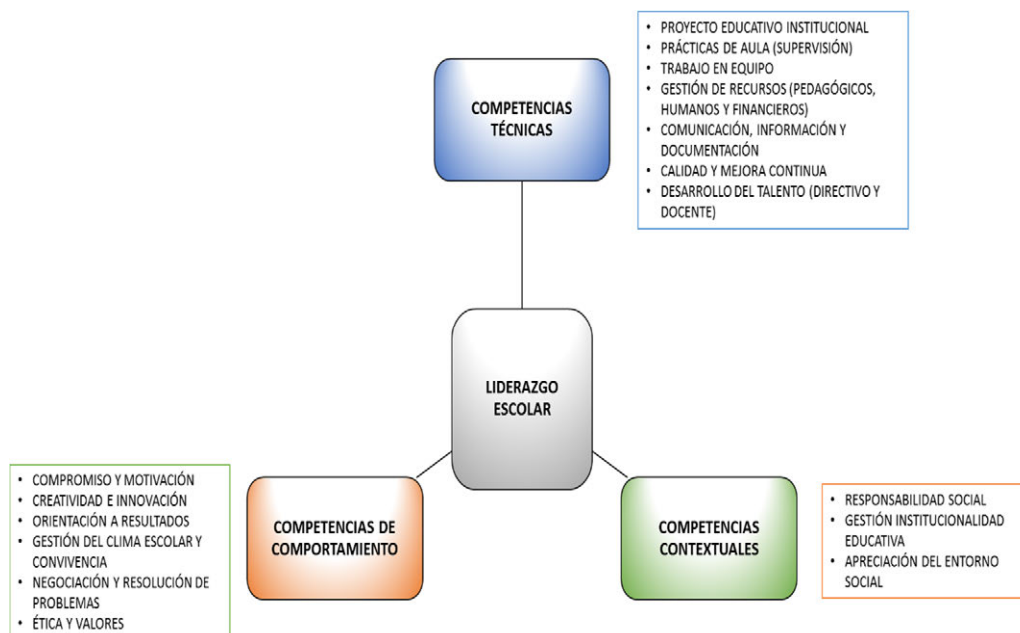 COMPETENCIAS
TÉCNICAS
• PROYECTO EDUCATIVO INSTITUCIONAL
• PRÁCTICAS DE AULA (SUPERVISIÓN)
• TRABAJO EN EQUIPO
• GESTIÓN DE RECURSOS (PEDAGÓGICOS,
HUMANOS Y FINANCIEROS)
• COMUNICACIÓN, INFORMACIÓN Y
DOCUMENTACIÓN
• CALIDAD Y MEJORA CONTINUA
• DESARROLLO DEL TALENTO (DIRECTIVO Y
DOCENTE)
LIDERAZGO
ESCOLAR
• COMPROMISO Y MOTIVACIÓN
• CREATIVIDAD E INNOVACIÓN
• ORIENTACIÓN A RESULTADOS
• GESTIÓN DEL CLIMA ESCOLAR Y
CONVIVENCIA
• NEGOCIACIÓN Y RESOLUCIÓN DE
PROBLEMAS
• ÉTICA Y VALORES
COMPETENCIAS DE
COMPORTAMIENTO
COMPETENCIAS
CONTEXTUALES
• RESPONSABILIDAD SOCIAL
• GESTIÓN INSTITUCIONALIDAD
EDUCATIVA
• APRECIACIÓN DEL ENTORNO
SOCIAL